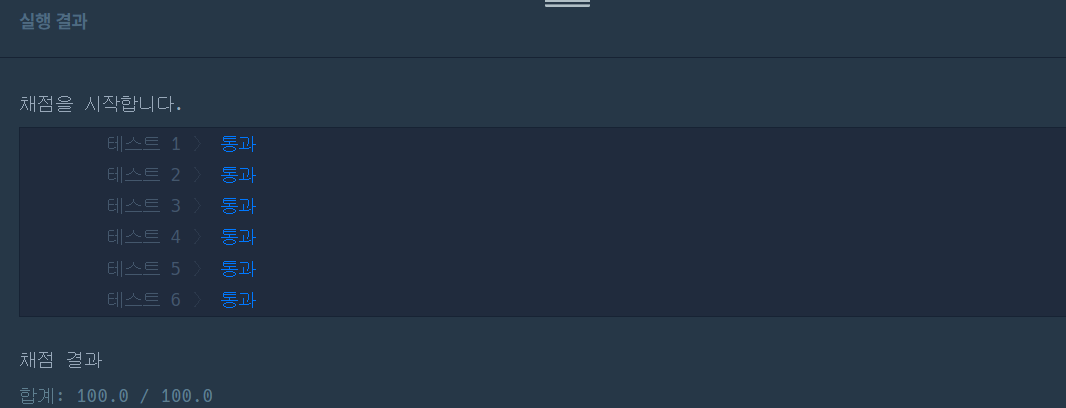 실행 결과
채점을 시작합니다.
테스트 1 〉 통과
테스트 2 〉 통과
테스트 3 〉 통과
테스트 4 〉 통과
테스트 5 〉 통과
테스트 6 〉 통과
채점 결과
합계: 100.0 / 100.0